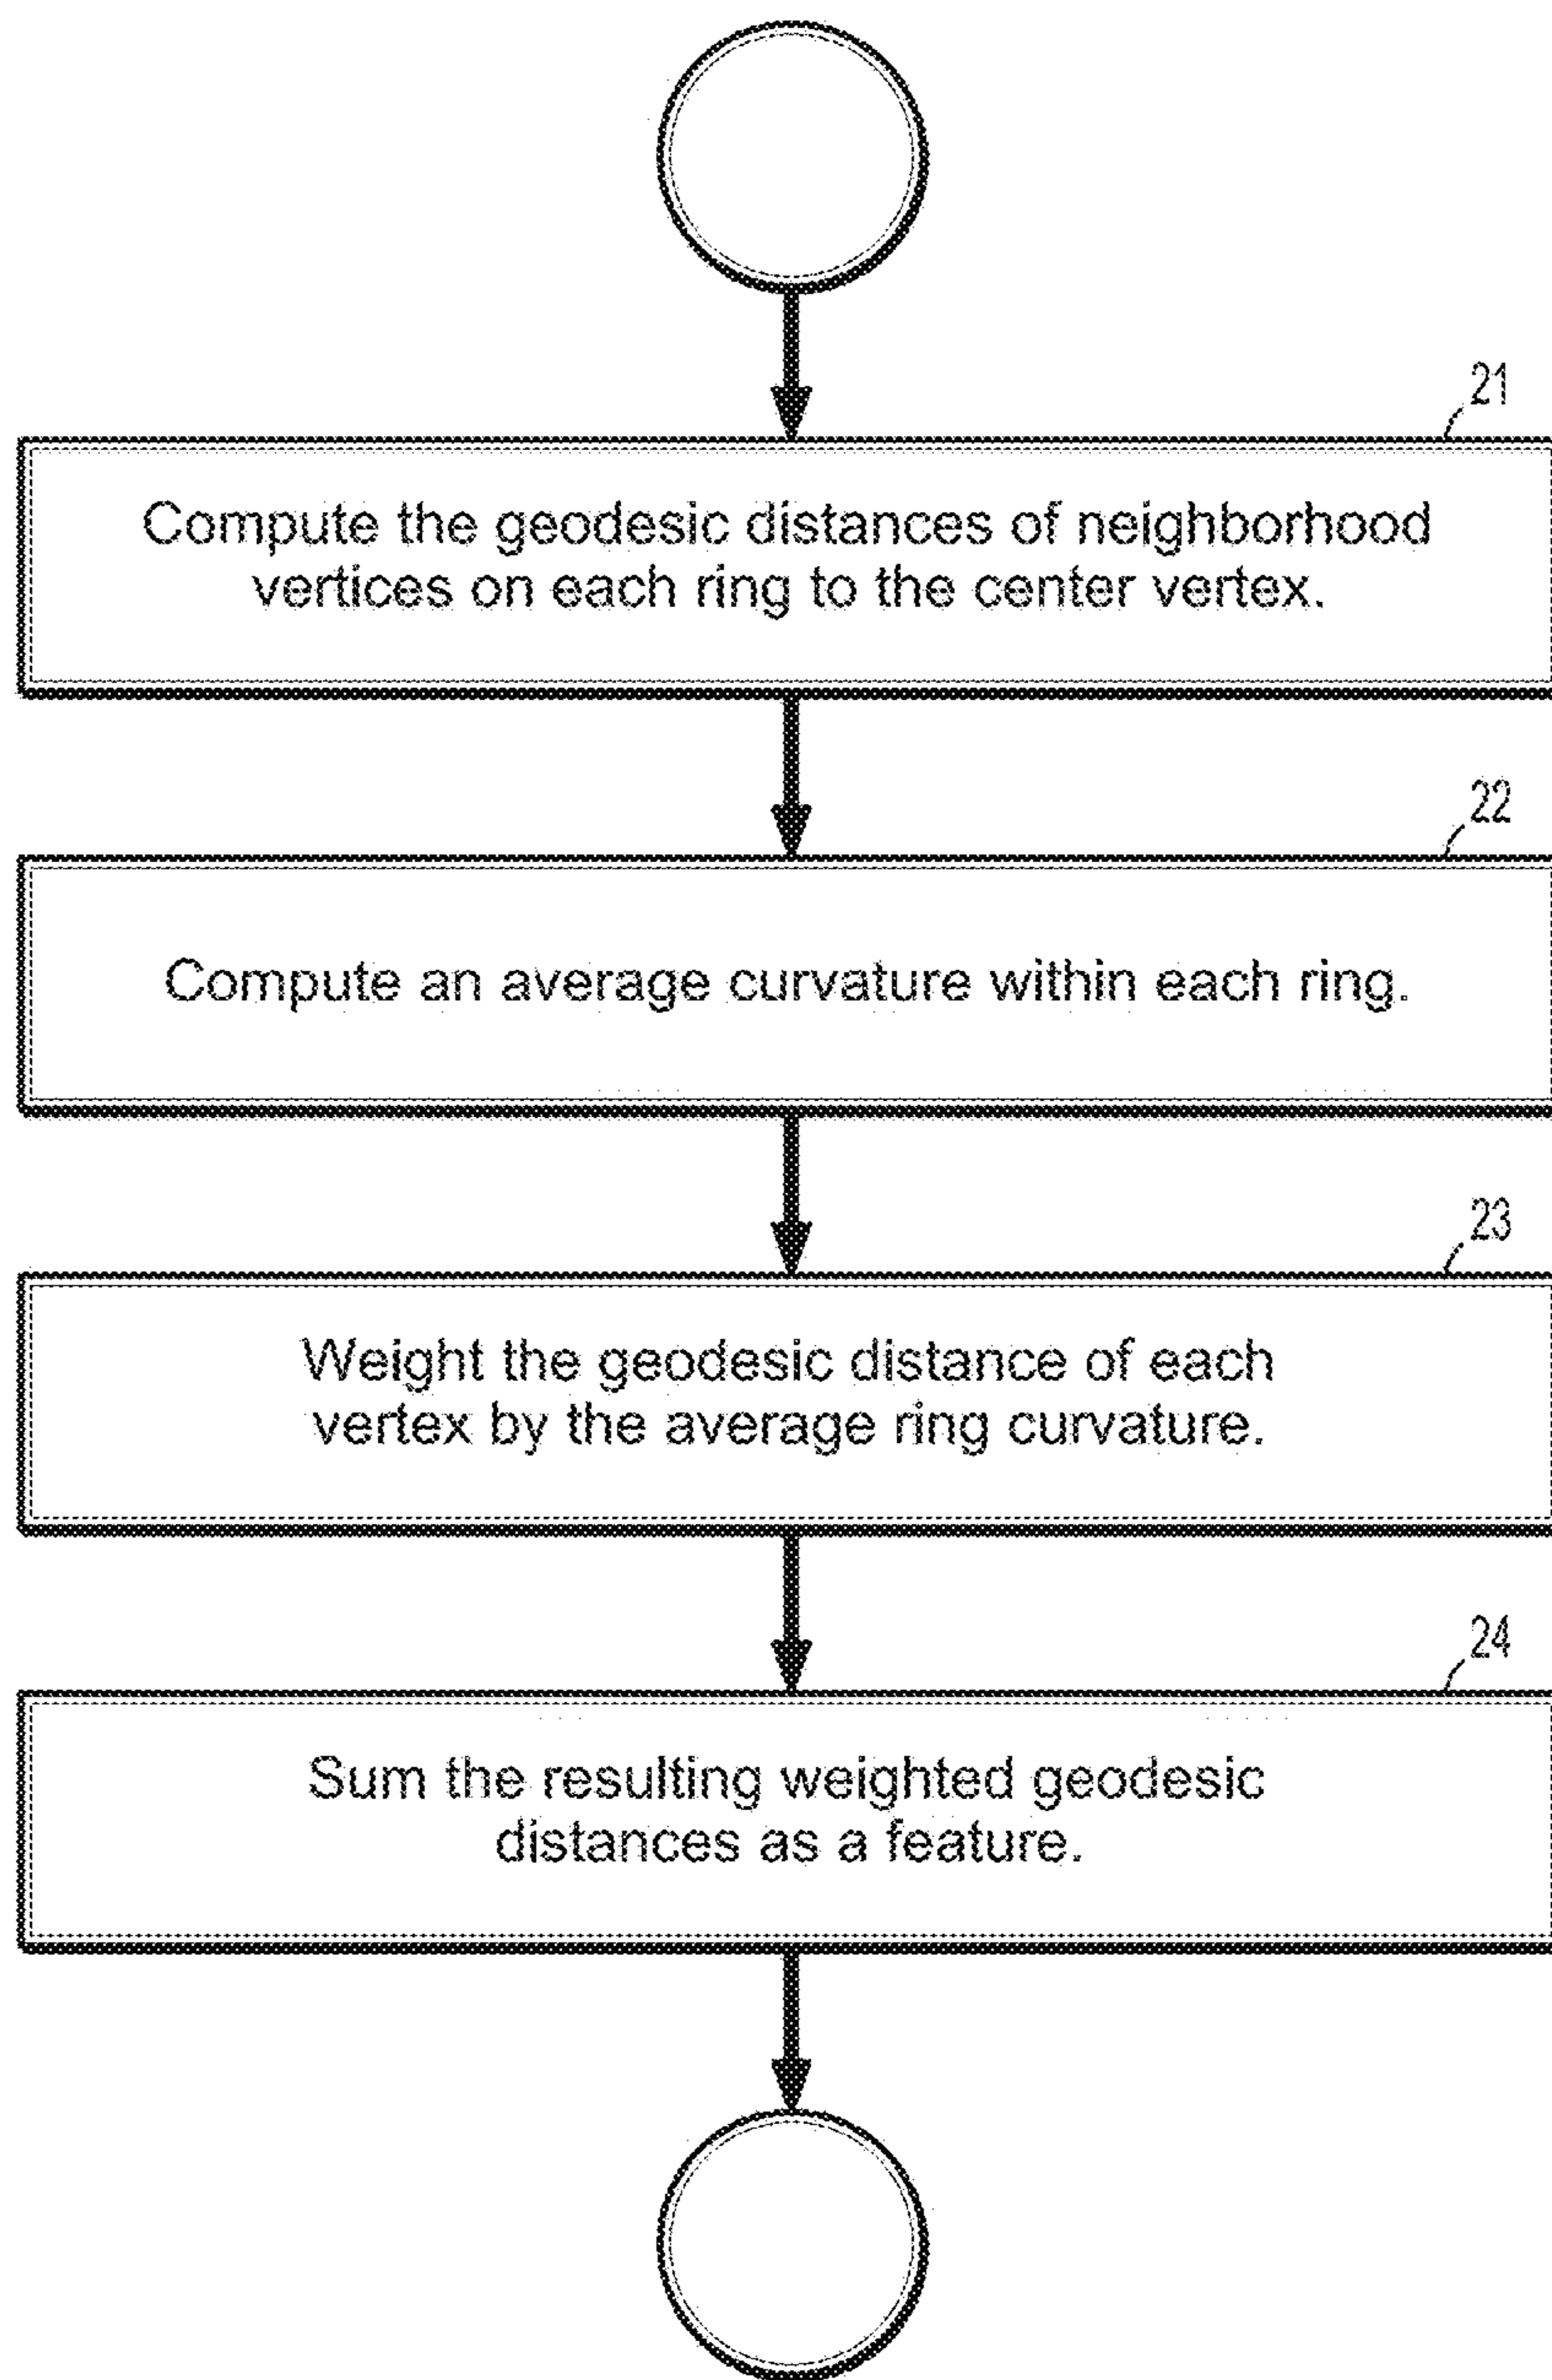 21
Compute the geodesic distances of neighborhood
vertices on each ring to the center vertex.
22
Compute an average curvature within each ring.
23
Weight the geodesic distance of each
vertex by the average ring curvature.
24
Sum the resulting weighted geodesic
distances as a feature.